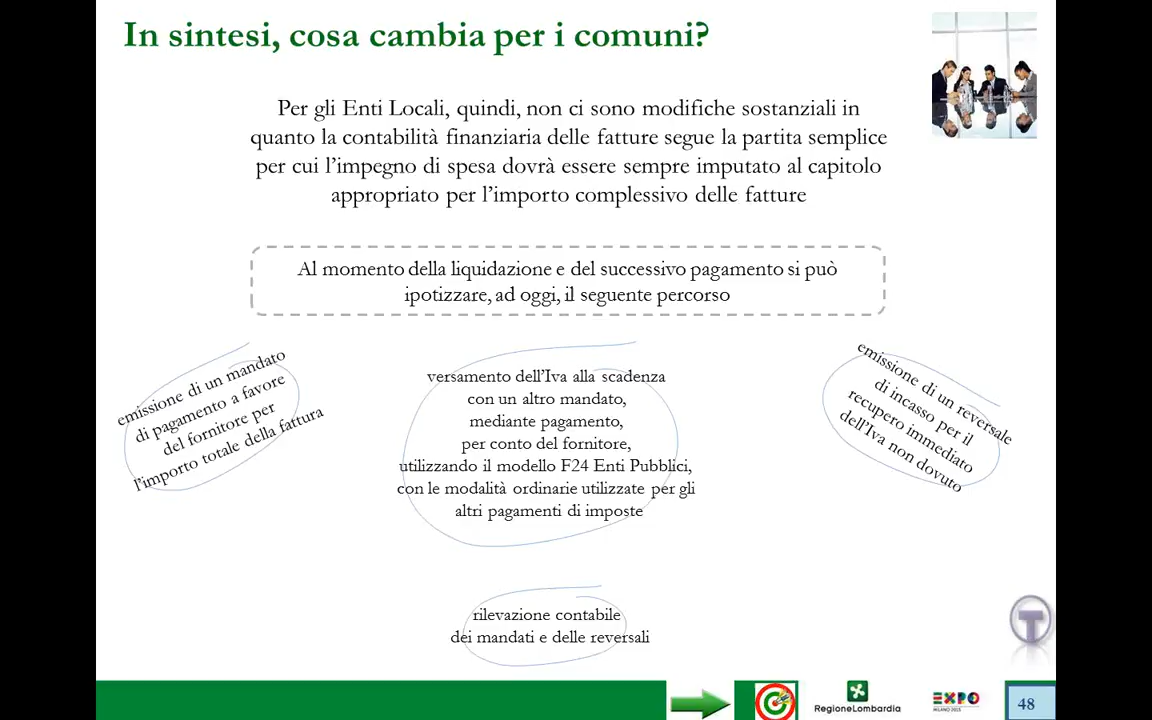 In sintesi, cosa cambia per i comuni?
Per gli Enti Locali, quindi, non ci sono modifiche sostanziali in
quanto la contabilità finanziaria delle fatture segue la partita semplice
per cui l'impegno di spesa dovrà essere sempre imputato al capitolo
appropriato per l'importo complessivo delle fatture
Al momento della liquidazione e del successivo pagamento si può
ipotizzare, ad oggi, il seguente percorso
emissione di un mandato
di pagamento a favore
del fornitore per
l'importo totale della fattura
versamento dell'Iva alla scadenza
con un altro mandato,
mediante pagamento,
per conto del fornitore,
utilizzando il modello F24 Enti Pubblici,
con le modalità ordinarie utilizzate per gli
altri pagamenti di imposte
emissione di un reversale
di incasso per il
recupero immediato
dell'Iva non dovuto
rilevazione contabile
dei mandati e delle reversali
T
RegioneLombardia
EXPO
MILANO 2015
48